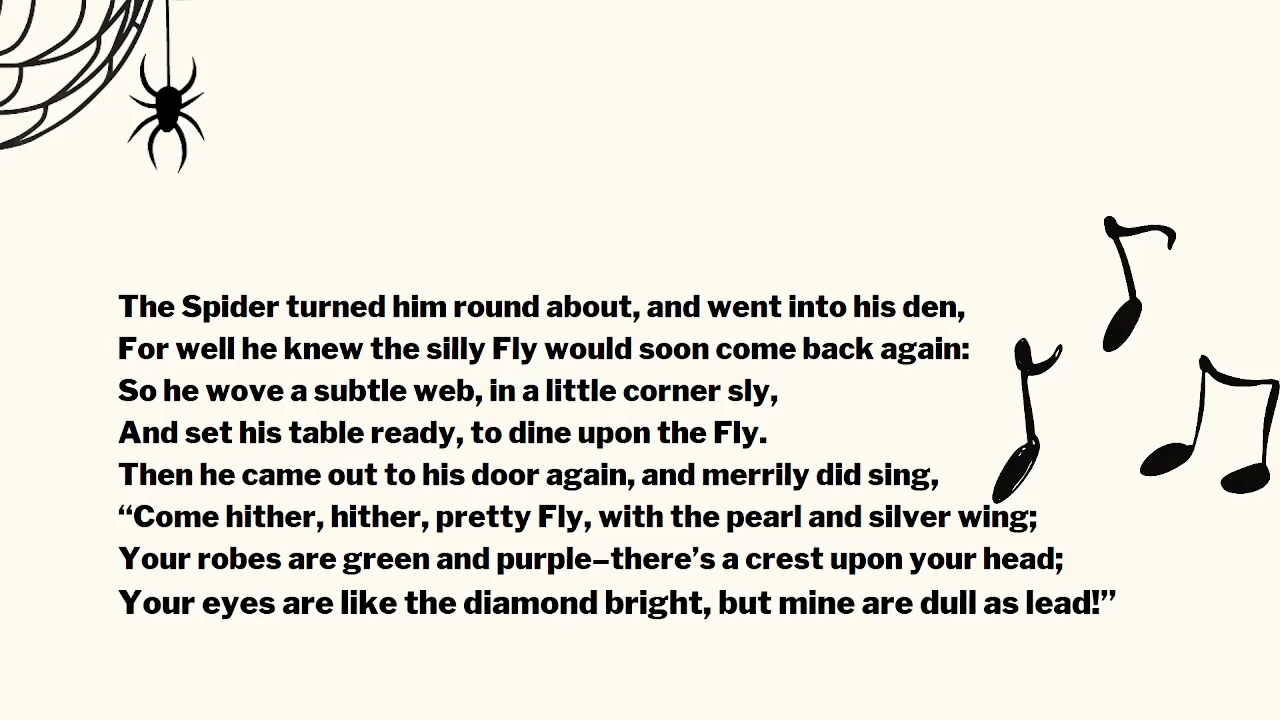 The Spider turned him round about, and went into his den,
For well he knew the silly Fly would soon come back again:
So he wove a subtle web, in a little corner sly,
And set his table ready, to dine upon the Fly.
Then he came out to his door again, and merrily did sing,
“Come hither, hither, pretty Fly, with the pearl and silver wing;
Your robes are green and purple–there’s a crest upon your head;
Your eyes are like the diamond bright, but mine are dull as lead!”